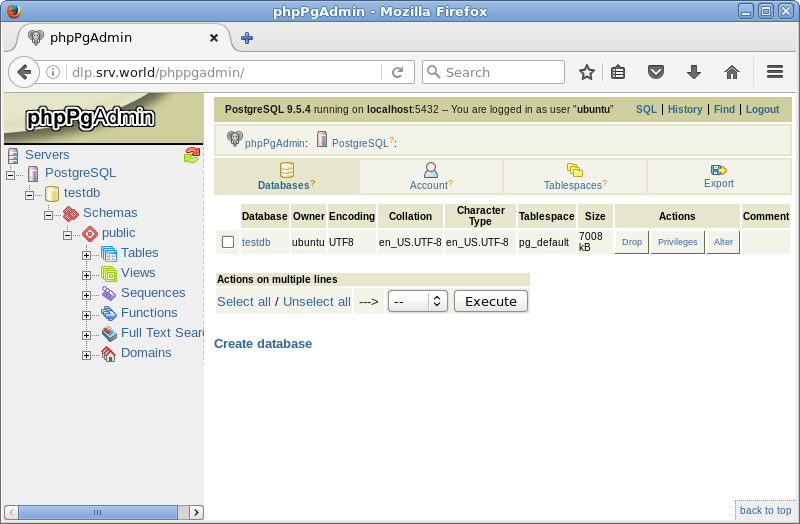 phpPgAdmin - Mozilla Firefox
phpPgAdmin
dlp.srv.world/phppgadmin/
Search
phpPgAdmin
PostgreSQL 9.5.4 running on localhost:5432 -- You are logged in as user "ubuntu"
SQL | History | Find | Logout
phpPgAdmin: PostgreSQL?:
Databases? Account? Tablespaces? Export
Servers
PostgreSQL
testdb
Schemas
public
Tables
Views
Sequences
Functions
Full Text Sear
Domains
Database Owner Encoding Collation Character Type Tablespace Size Actions Comment
testdb ubuntu UTF8 en_US.UTF-8 en_US.UTF-8 pg_default 7008 kB Drop Privileges Alter
Actions on multiple lines
Select all / Unselect all ---> -- Execute
Create database
back to top